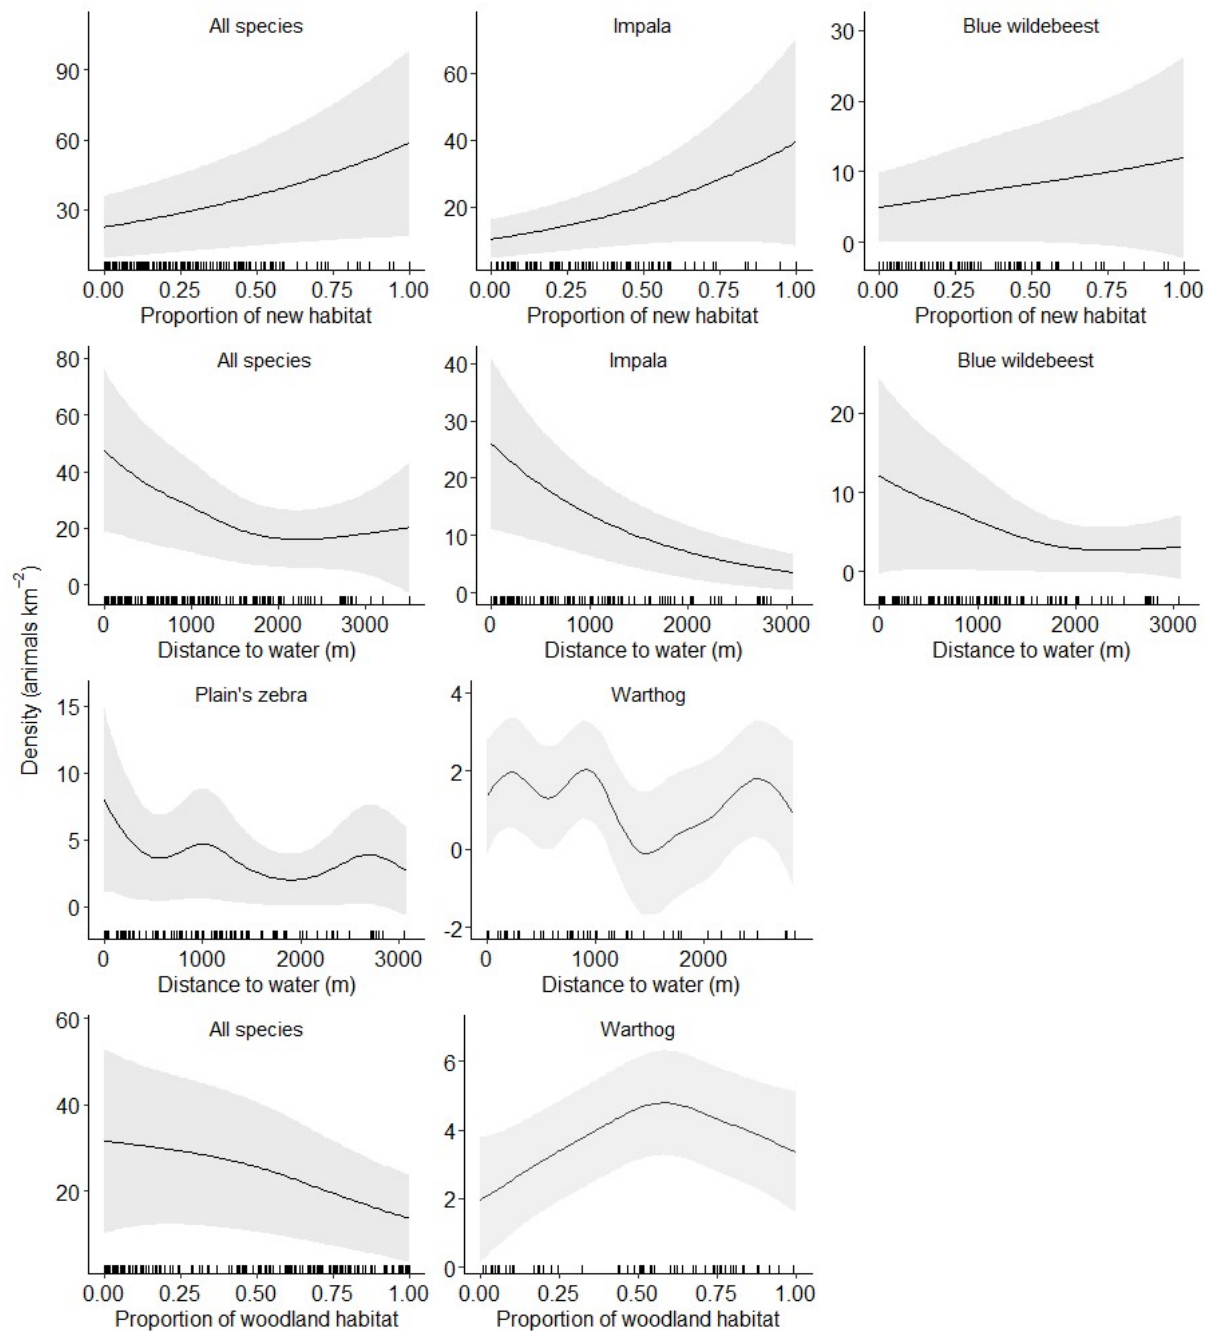 All species Impala Blue wildebeest
90 60 30
60 40 20
30 20 10
0
0.00 0.25 0.50 0.75 1.00 0.00 0.25 0.50 0.75 1.00 0.00 0.25 0.50 0.75 1.00
Proportion of new habitat Proportion of new habitat Proportion of new habitat
All species Impala Blue wildebeest
80 40 20
60 30 10
40 20 0
20 10
0 0
0 1000 2000 3000 0 1000 2000 3000 0 1000 2000 3000
Distance to water (m) Distance to water (m) Distance to water (m)
Density (animals km⁻²)
Plain's zebra Warthog
15 4
10 2
5 0
0 -2
0 1000 2000 3000 0 1000 2000
Distance to water (m) Distance to water (m)
All species Warthog
60 6
40 4
20 2
0
0.00 0.25 0.50 0.75 1.00 0.00 0.25 0.50 0.75 1.00
Proportion of woodland habitat Proportion of woodland habitat